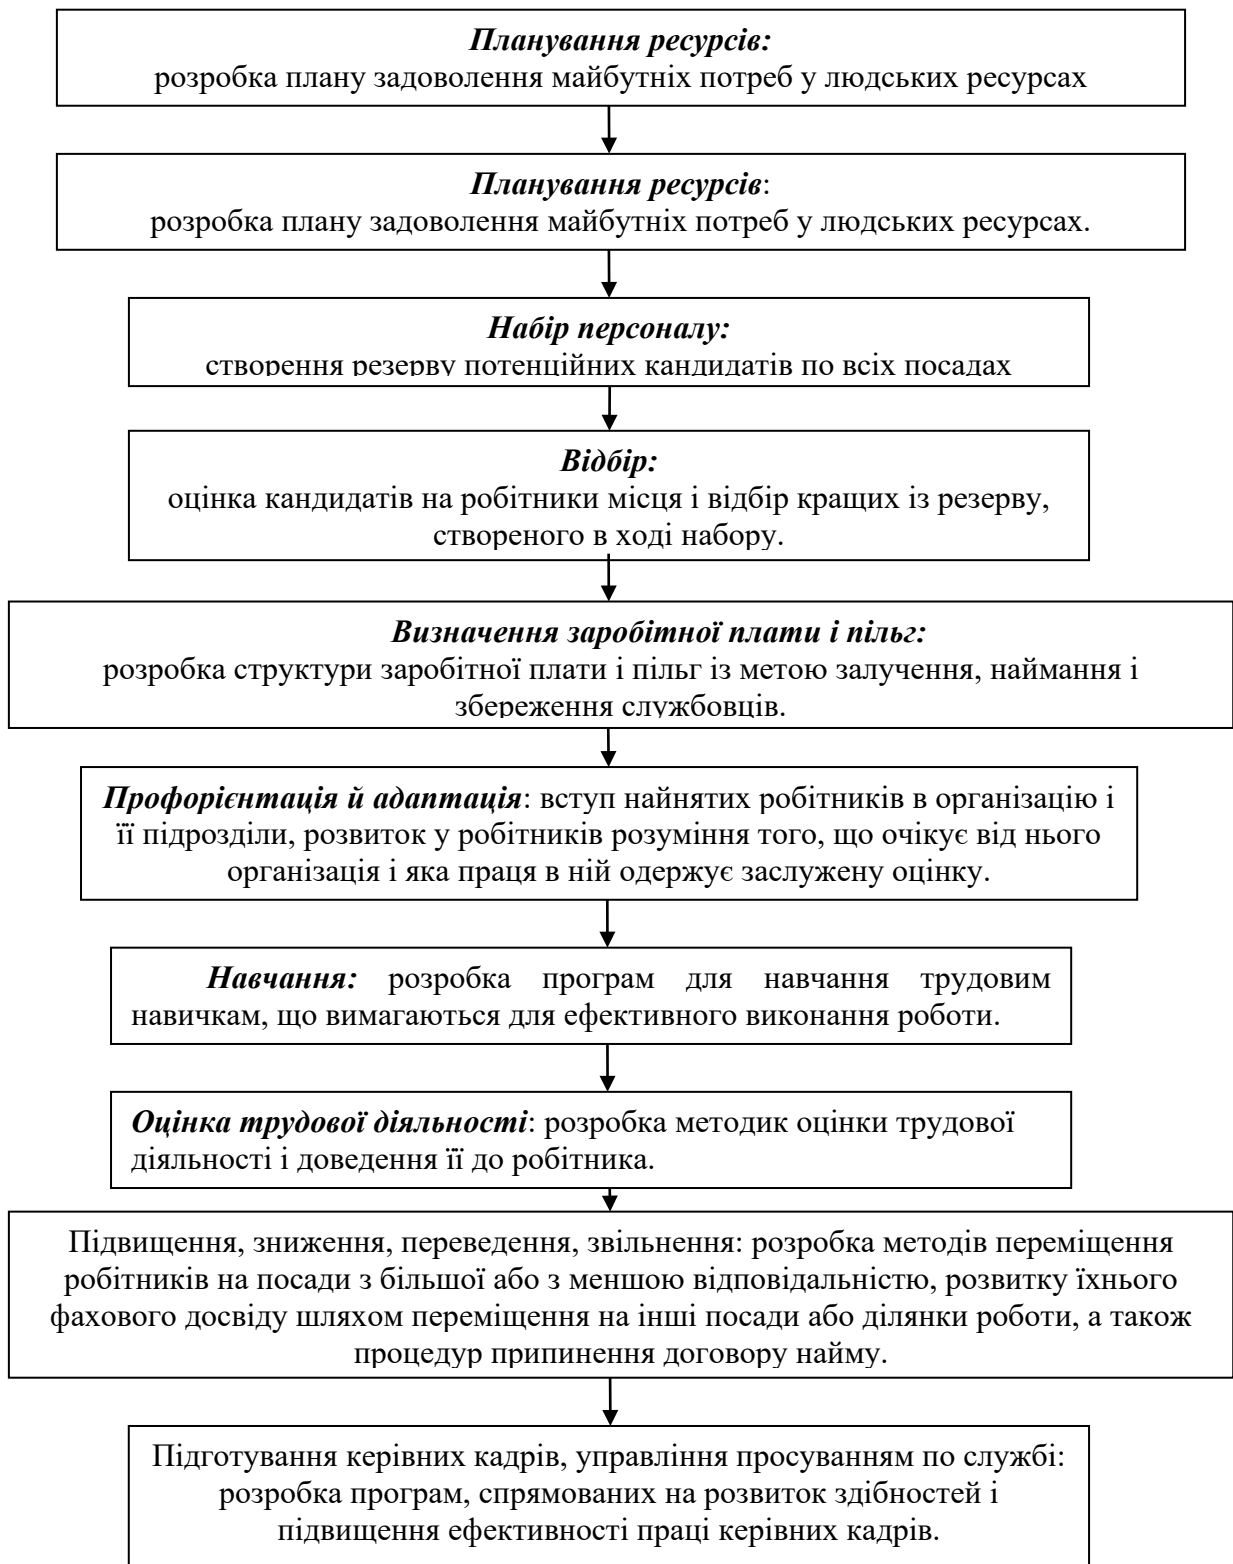 Планування ресурсів:
розробка плану задоволення майбутніх потреб у людських ресурсах
Планування ресурсів:
розробка плану задоволення майбутніх потреб у людських ресурсах.
Набір персоналу:
створення резерву потенційних кандидатів по всіх посадах
Відбір:
оцінка кандидатів на робітники місця і відбір кращих із резерву,
створеного в ході набору.
Визначення заробітної плати і пільг:
розробка структури заробітної плати і пільг із метою залучення, наймання і
збереження службовців.
Профорієнтація й адаптація: вступ найнятих робітників в організацію і
її підрозділи, розвиток у робітників розуміння того, що очікує від нього
організація і яка праця в ній одержує заслужену оцінку.
Навчання: розробка програм для навчання трудовим
навичкам, що вимагаються для ефективного виконання роботи.
Оцінка трудової діяльності: розробка методик оцінки трудової
діяльності і доведення її до робітника.
Підвищення, зниження, переведення, звільнення: розробка методів переміщення
робітників на посади з більшої або з меншою відповідальністю, розвитку їхнього
фахового досвіду шляхом переміщення на інші посади або ділянки роботи, а також
процедур припинення договору найму.
Підготування керівних кадрів, управління просуванням по службі:
розробка програм, спрямованих на розвиток здібностей і
підвищення ефективності праці керівних кадрів.